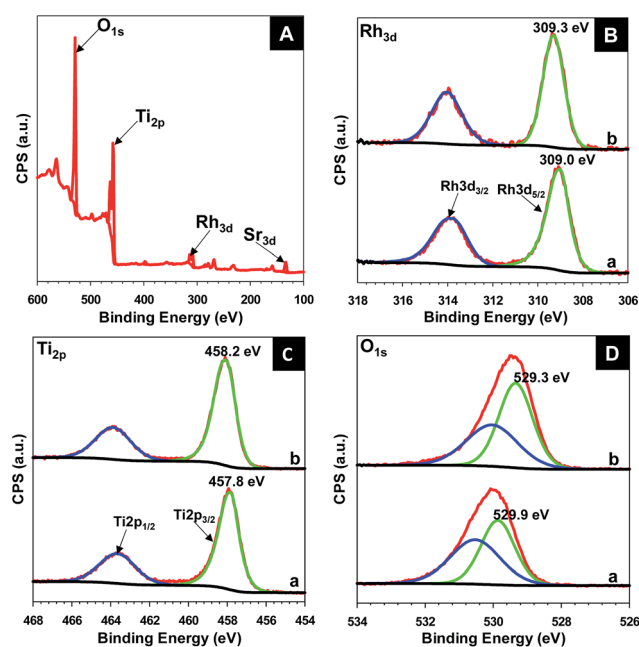 A
O1s
Ti2p
Rh3d
Sr3d
CPS (a.u.)
600 500 400 300 200 100
Binding Energy (eV)
B
Rh3d
309.3 eV
b
309.0 eV
Rh3d3/2
Rh3d5/2
a
CPS (a.u.)
318 316 314 312 310 308 306
Binding Energy (eV)
C
Ti2p
458.2 eV
b
457.8 eV
Ti2p1/2
Ti2p3/2
a
CPS (a.u.)
468 466 464 462 460 458 456 454
Binding Energy (eV)
D
O1s
529.3 eV
b
529.9 eV
a
CPS (a.u.)
534 532 530 528 526
Binding Energy (eV)